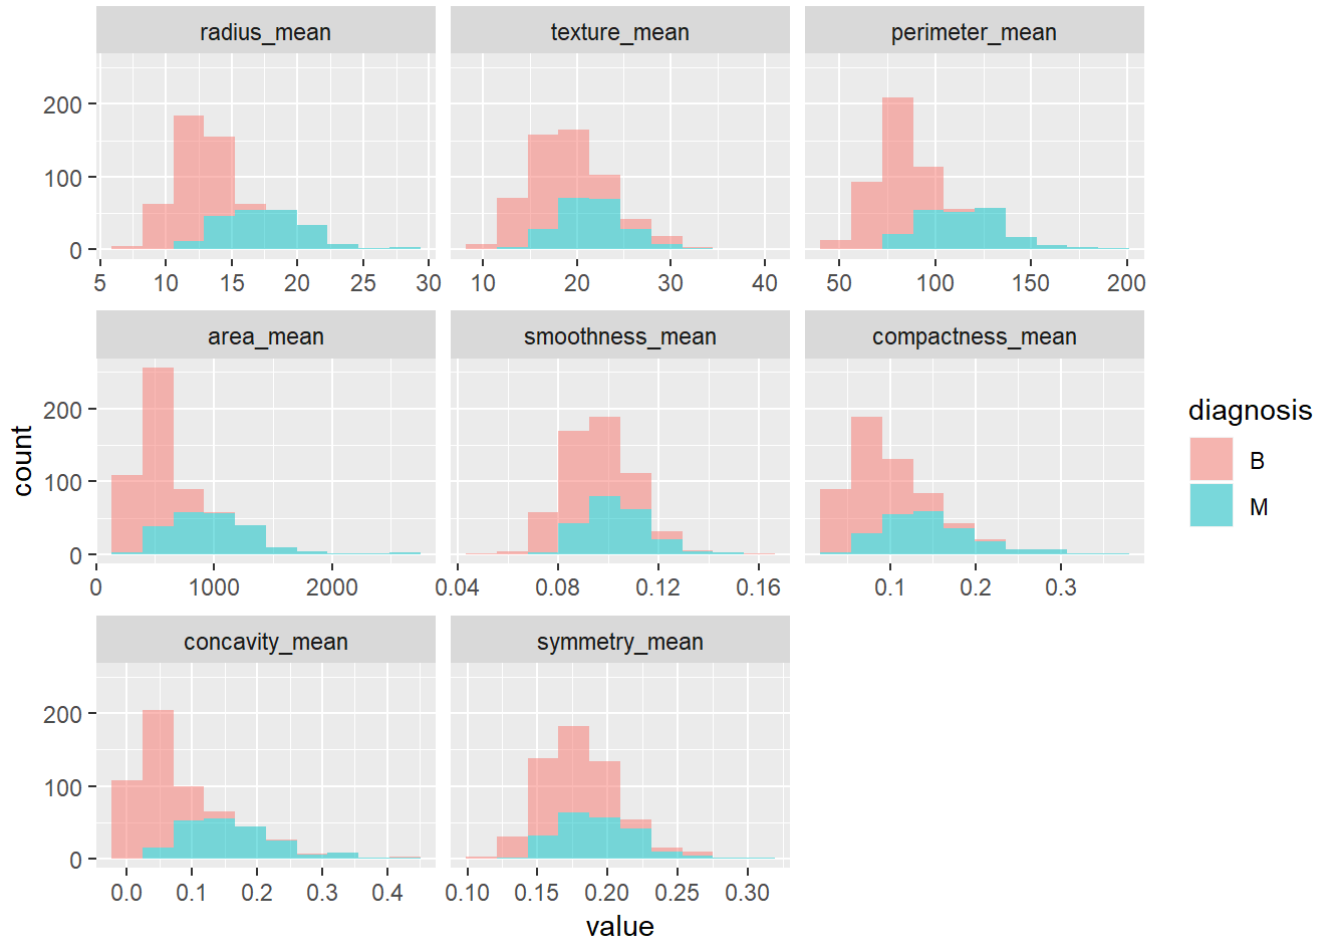 radius_mean texture_mean perimeter_mean
200
100
0
5 10 15 20 25 30 10 20 30 40 50 100 150 200
area_mean smoothness_mean compactness_mean
200
100
0
0 1000 2000 0.04 0.08 0.12 0.16 0.1 0.2 0.3
concavity_mean symmetry_mean
200
100
0
0.0 0.1 0.2 0.3 0.4 0.10 0.15 0.20 0.25 0.30
count
value
diagnosis
B
M